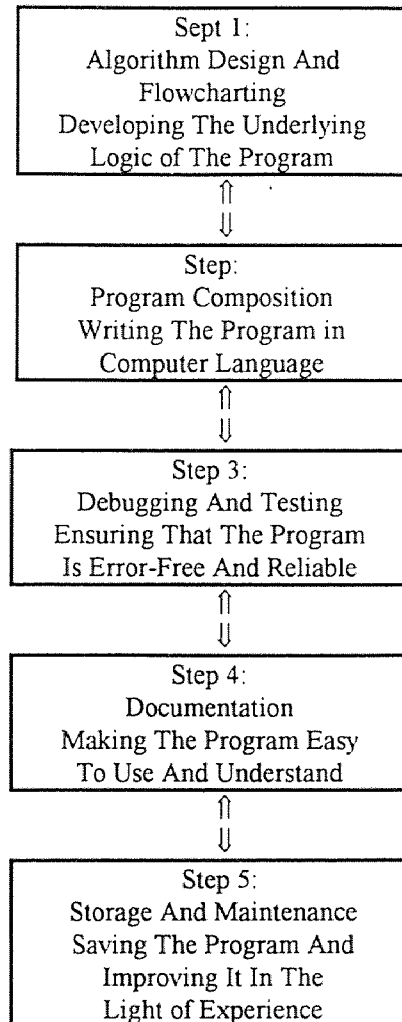 Sept 1:
Algorithm Design And
Flowcharting
Developing The Underlying
Logic of The Program
⇑
⇓
Step:
Program Composition
Writing The Program in
Computer Language
⇑
⇓
Step 3:
Debugging And Testing
Ensuring That The Program
Is Error-Free And Reliable
⇑
⇓
Step 4:
Documentation
Making The Program Easy
To Use And Understand
⇑
⇓
Step 5:
Storage And Maintenance
Saving The Program And
Improving It In The
Light of Experience